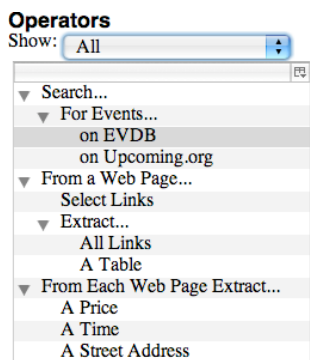 Operators
Show: All
Search...
For Events...
on EVDB
on Upcoming.org
From a Web Page...
Select Links
Extract...
All Links
A Table
From Each Web Page Extract...
A Price
A Time
A Street Address